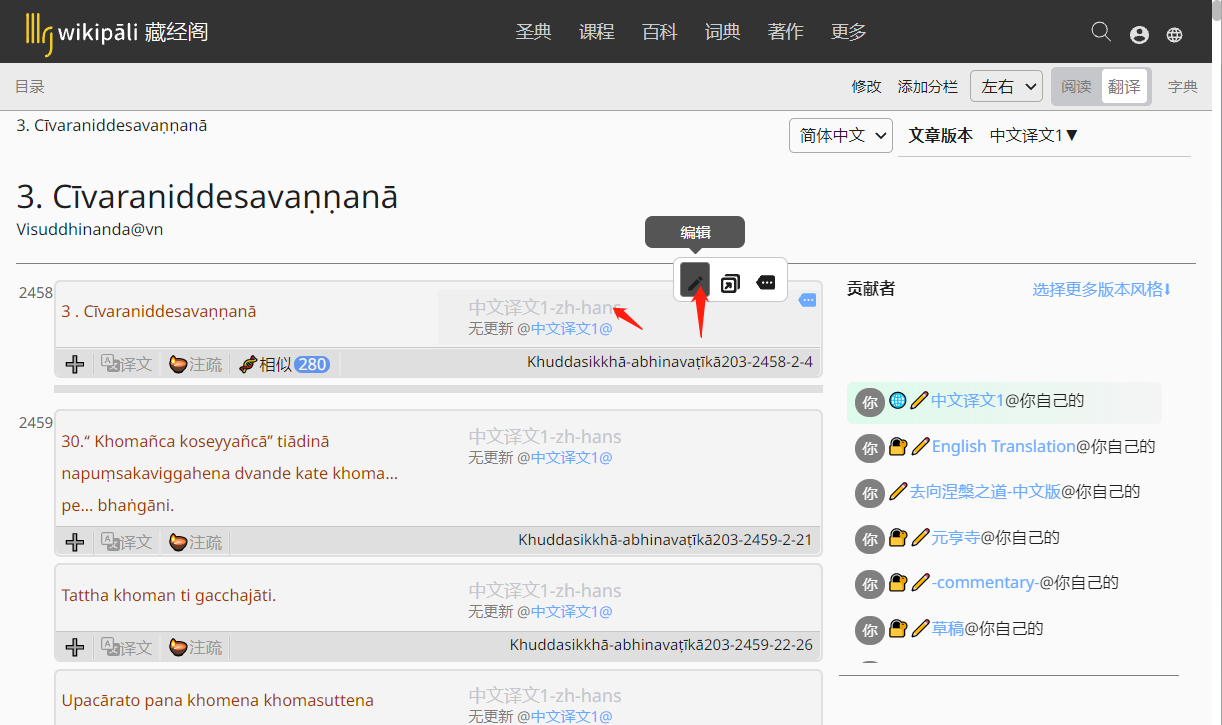 wikipāli 藏经阁
圣典 课程 百科 词典 著作 更多
目录 修改 添加分栏 左右 阅读 翻译 字典
3. Cīvaraniddesavaṇṇanā 简体中文 文章版本 中文译文1▼
3. Cīvaraniddesavaṇṇanā
Visuddhinanda@vn
编辑
2458
3 . Cīvaraniddesavaṇṇanā
中文译文1-zh-hans
无更新 @中文译文1@
译文 注疏 相似 280 Khuddasikkhā-abhinavaṭīkā203-2458-2-4
2459
30.“ Khomañca koseyyañcā” tiādinā
napuṃsakaviggahena dvande kate khoma...
pe... bhaṅgāni.
中文译文1-zh-hans
无更新 @中文译文1@
译文 注疏 Khuddasikkhā-abhinavaṭīkā203-2459-2-21
Tattha khoman ti gacchajāti.
中文译文1-zh-hans
无更新 @中文译文1@
译文 注疏 Khuddasikkhā-abhinavaṭīkā203-2459-22-26
Upacārato pana khomena khomasuttena
中文译文1-zh-hans
无更新 @中文译文1@
贡献者 选择更多版本风格⬇
你 中文译文1@你自己的
你 English Translation@你自己的
你 去向涅槃之道-中文版@你自己的
你 元亨寺@你自己的
你 -commentary-@你自己的
你 草稿@你自己的